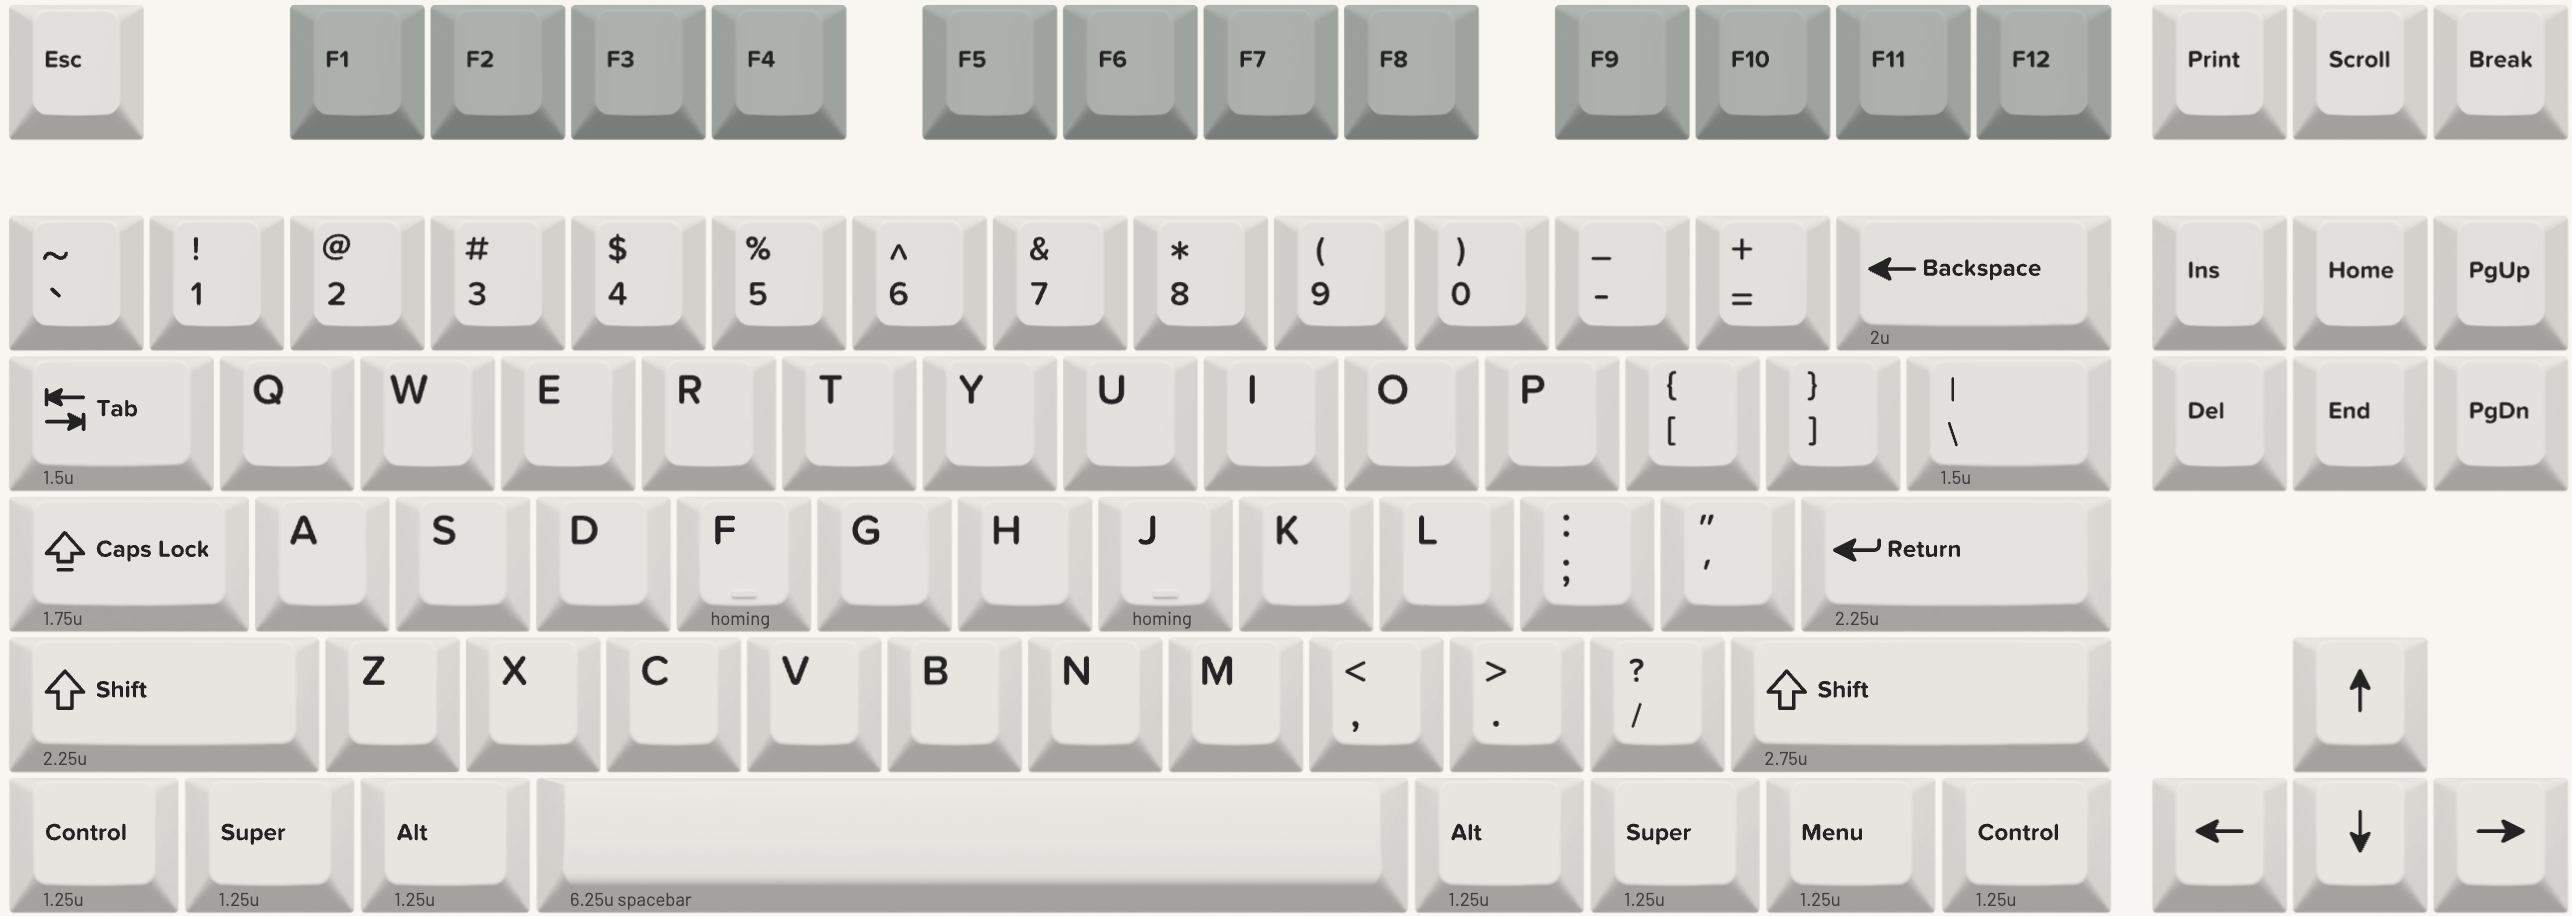 Esc F1 F2 F3 F4 F5 F6 F7 F8 F9 F10 F11 F12 Print Scroll Break
~ ! @ # $ % ^ & * ( ) _ +
` 1 2 3 4 5 6 7 8 9 0 - = Backspace Ins Home PgUp
2u
Tab Q W E R T Y U I O P { } |
[ ] \ Del End PgDn
1.5u 1.5u
Caps Lock A S D F G H J K L : " Return
; '
1.75u homing homing 2.25u
Shift Z X C V B N M < > ? Shift
, . /
2.25u 2.75u
Control Super Alt Alt Super Menu Control
1.25u 1.25u 1.25u 6.25u spacebar 1.25u 1.25u 1.25u 1.25u